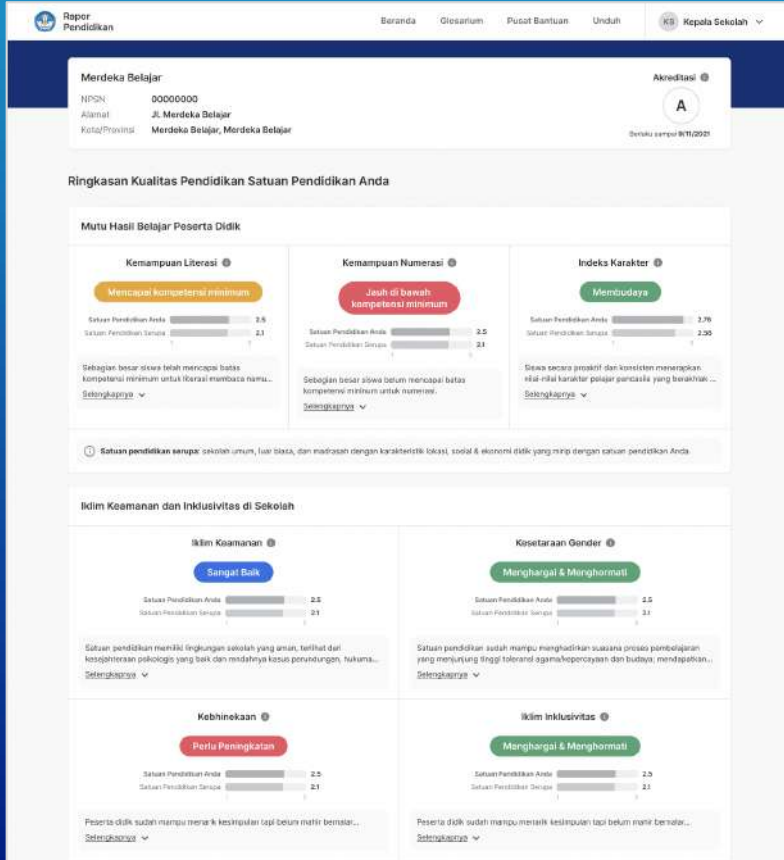 Rapor
Pendidikan
Beranda
Glosarium
Pusat Bantuan
Unduh
KS Kepala Sekolah
Merdeka Belajar
NPSN 00000000
Alamat Jl. Merdeka Belajar
Kota/Provinsi Merdeka Belajar, Merdeka Belajar
Akreditasi
A
Berlaku sampai 9/11/2021
Ringkasan Kualitas Pendidikan Satuan Pendidikan Anda
Mutu Hasil Belajar Peserta Didik
Kemampuan Literasi
Mencapai kompetensi minimum
Satuan Pendidikan Anda 2.5
Satuan Pendidikan Serupa 2.1
Sebagian besar siswa telah mencapai batas
kompetensi minimum untuk literasi membaca namu...
Selengkapnya
Kemampuan Numerasi
Jauh di bawah
kompetensi minimum
Satuan Pendidikan Anda 2.5
Satuan Pendidikan Serupa 2.1
Sebagian besar siswa belum mencapai batas
kompetensi minimum untuk numerasi.
Selengkapnya
Indeks Karakter
Membudaya
Satuan Pendidikan Anda 2.76
Satuan Pendidikan Serupa
Siswa secara proaktif dan konsisten menerapkan
nilai-nilai karakter pelajar pancasila yang berakhlak ...
Selengkapnya
Satuan pendidikan serupa: sekolah umum, luar biasa, dan madrasah dengan karakteristik lokasi, sosial & ekonomi didik yang mirip dengan satuan pendidikan Anda.
Iklim Keamanan dan Inklusivitas di Sekolah
Iklim Keamanan
Sangat Baik
Satuan Pendidikan Anda 2.5
Satuan Pendidikan Serupa 2.1
Satuan pendidikan memiliki lingkungan sekolah yang aman, terlihat dari
kesejahteraan psikologis yang baik dan rendahnya kasus perundungan, hukuma...
Selengkapnya
Kesetaraan Gender
Menghargai & Menghormati
Satuan Pendidikan Anda 2.5
Satuan Pendidikan Serupa 2.1
Satuan pendidikan sudah mampu menghadirkan suasana proses pembelajaran
yang menjunjung tinggi toleransi agama/kepercayaan dan budaya; mendapatkan...
Selengkapnya
Kebhinekaan
Perlu Peningkatan
Satuan Pendidikan Anda 2.5
Satuan Pendidikan Serupa 2.1
Peserta didik sudah mampu menarik kesimpulan tapi belum mahir bernalar...
Selengkapnya
Iklim Inklusivitas
Menghargai & Menghormati
Satuan Pendidikan Anda 2.5
Satuan Pendidikan Serupa 2.1
Peserta didik sudah mampu menarik kesimpulan tapi belum mahir bernalar...
Selengkapnya